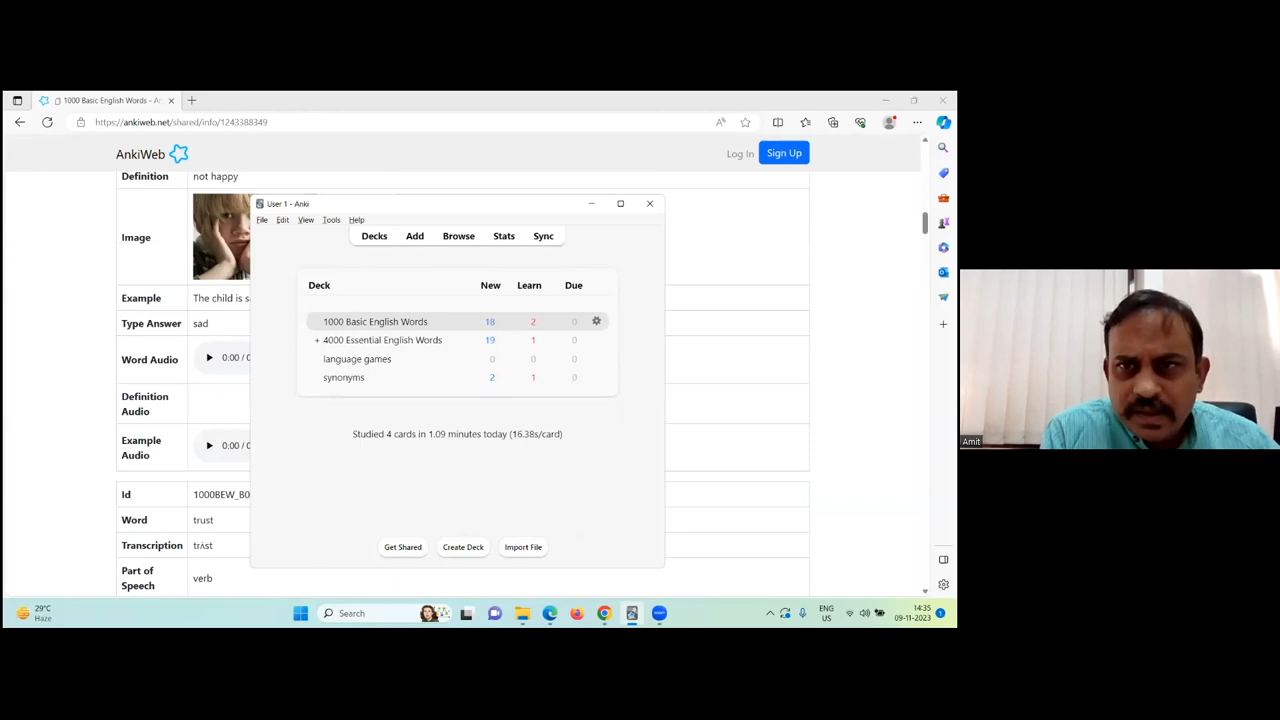 1000 Basic English Words - An
https://ankiweb.net/shared/info/1243388349
AnkiWeb
Log In
Sign Up
Definition
not happy
Image
Example
The child is s
Type Answer
sad
Word Audio
0:00 / 0
Definition
Audio
Example
Audio
0:00 / 0
Id
1000BEW_B0
Word
trust
Transcription
trʌst
Part of
Speech
verb
User 1 - Anki
File Edit View Tools Help
Decks Add Browse Stats Sync
Deck New Learn Due
1000 Basic English Words 18 2 0
+ 4000 Essential English Words 19 1 0
language games 0 0 0
synonyms 2 1 0
Studied 4 cards in 1.09 minutes today (16.38s/card)
Get Shared Create Deck Import File
Amit
29°C
Haze
Search
ENG
US
14:35
09-11-2023